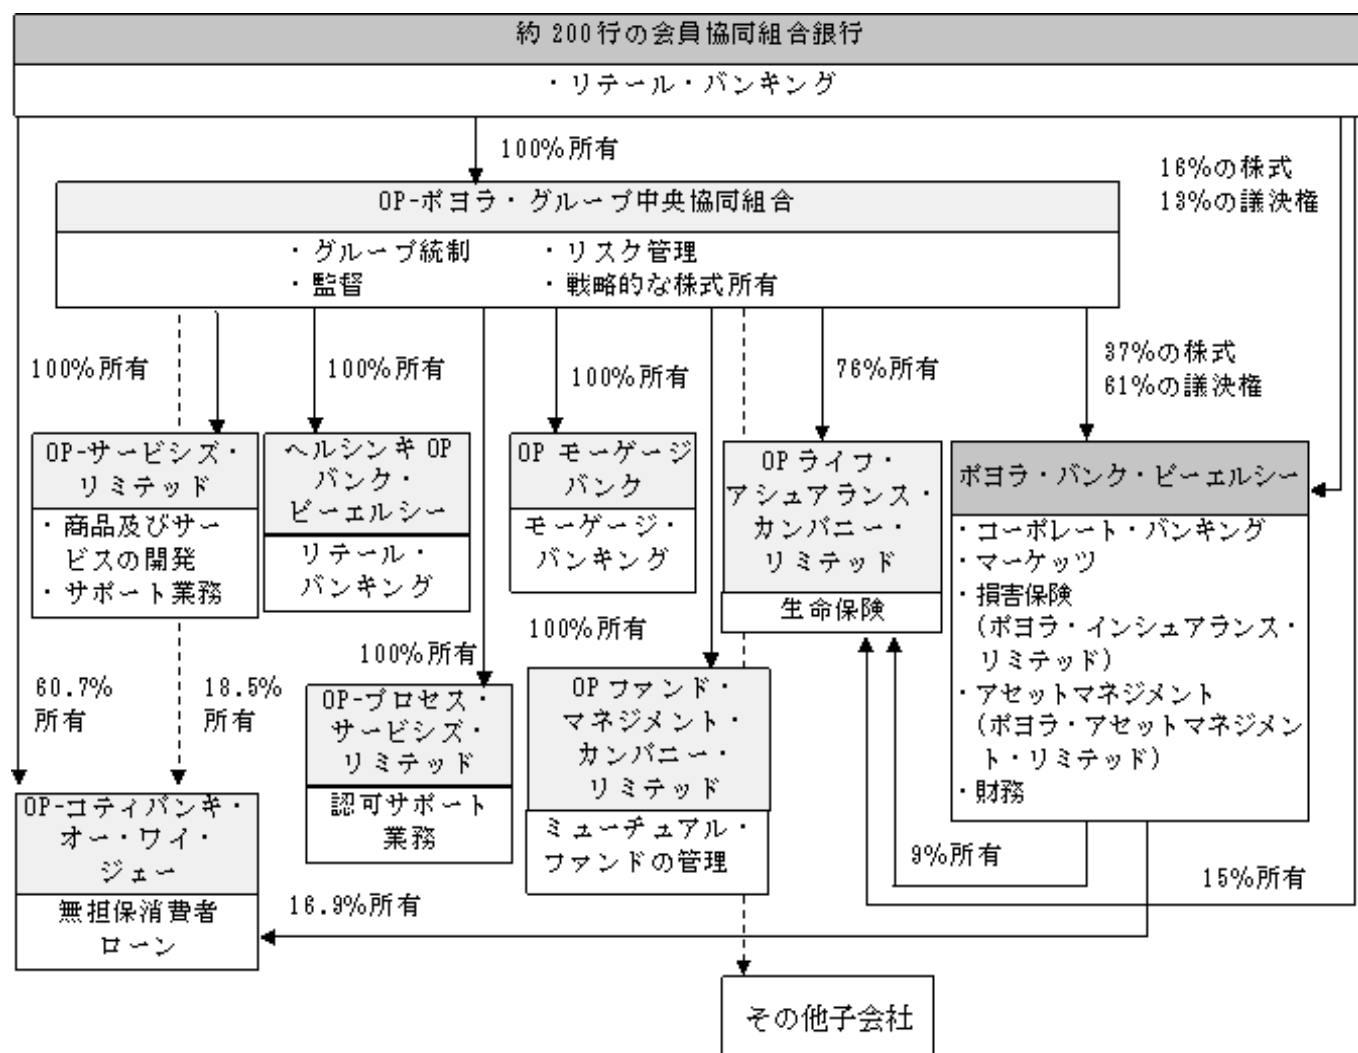 約200行の会員協同組合銀行
・リテール・バンキング
100%所有
16%の株式
13%の議決権
OP-ポヨラ・グループ中央協同組合
・グループ統制
・リスク管理
・監督
・戦略的な株式所有
100%所有
100%所有
100%所有
76%所有
37%の株式
61%の議決権
OP-サービシズ・
リミテッド
・商品及びサー
ビスの開発
・サポート業務
ヘルシンキ OP
バンク・
ピーエルシー
リテール・
バンキング
OP モーゲージ
バンク
モーゲージ・
バンキング
OP ライフ・
アシュアランス・
カンパニー・
リミテッド
生命保険
ポヨラ・バンク・ピーエルシー
・コーポレート・バンキング
・マーケッツ
・損害保険
(ポヨラ・インシュアランス・
リミテッド)
・アセットマネジメント
(ポヨラ・アセットマネジメン
ト・リミテッド)
・財務
60.7%
所有
18.5%
所有
100%所有
100%所有
OP-プロセス・
サービシズ・
リミテッド
認可サポート
業務
OP ファンド・
マネジメント・
カンパニー・
リミテッド
ミューチュアル・
ファンドの管理
OP-コティパンキ・
オー・ワイ・
ジェー
無担保消費者
ローン
16.9%所有
9%所有
15%所有
その他子会社